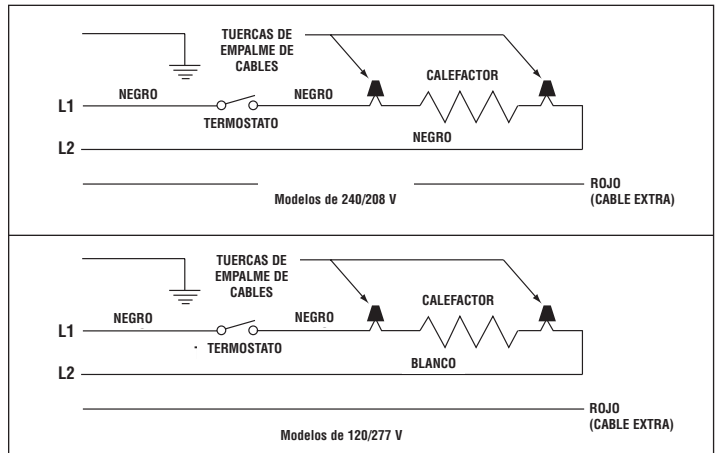 TUERCAS DE
EMPALME DE
CABLES
CALEFACTOR
NEGRO
NEGRO
L1
TERMOSTATO
NEGRO
L2
ROJO
(CABLE EXTRA)
Modelos de 240/208 V
TUERCAS DE
EMPALME DE
CABLES
CALEFACTOR
NEGRO
NEGRO
L1
TERMOSTATO
BLANCO
L2
ROJO
(CABLE EXTRA)
Modelos de 120/277 V